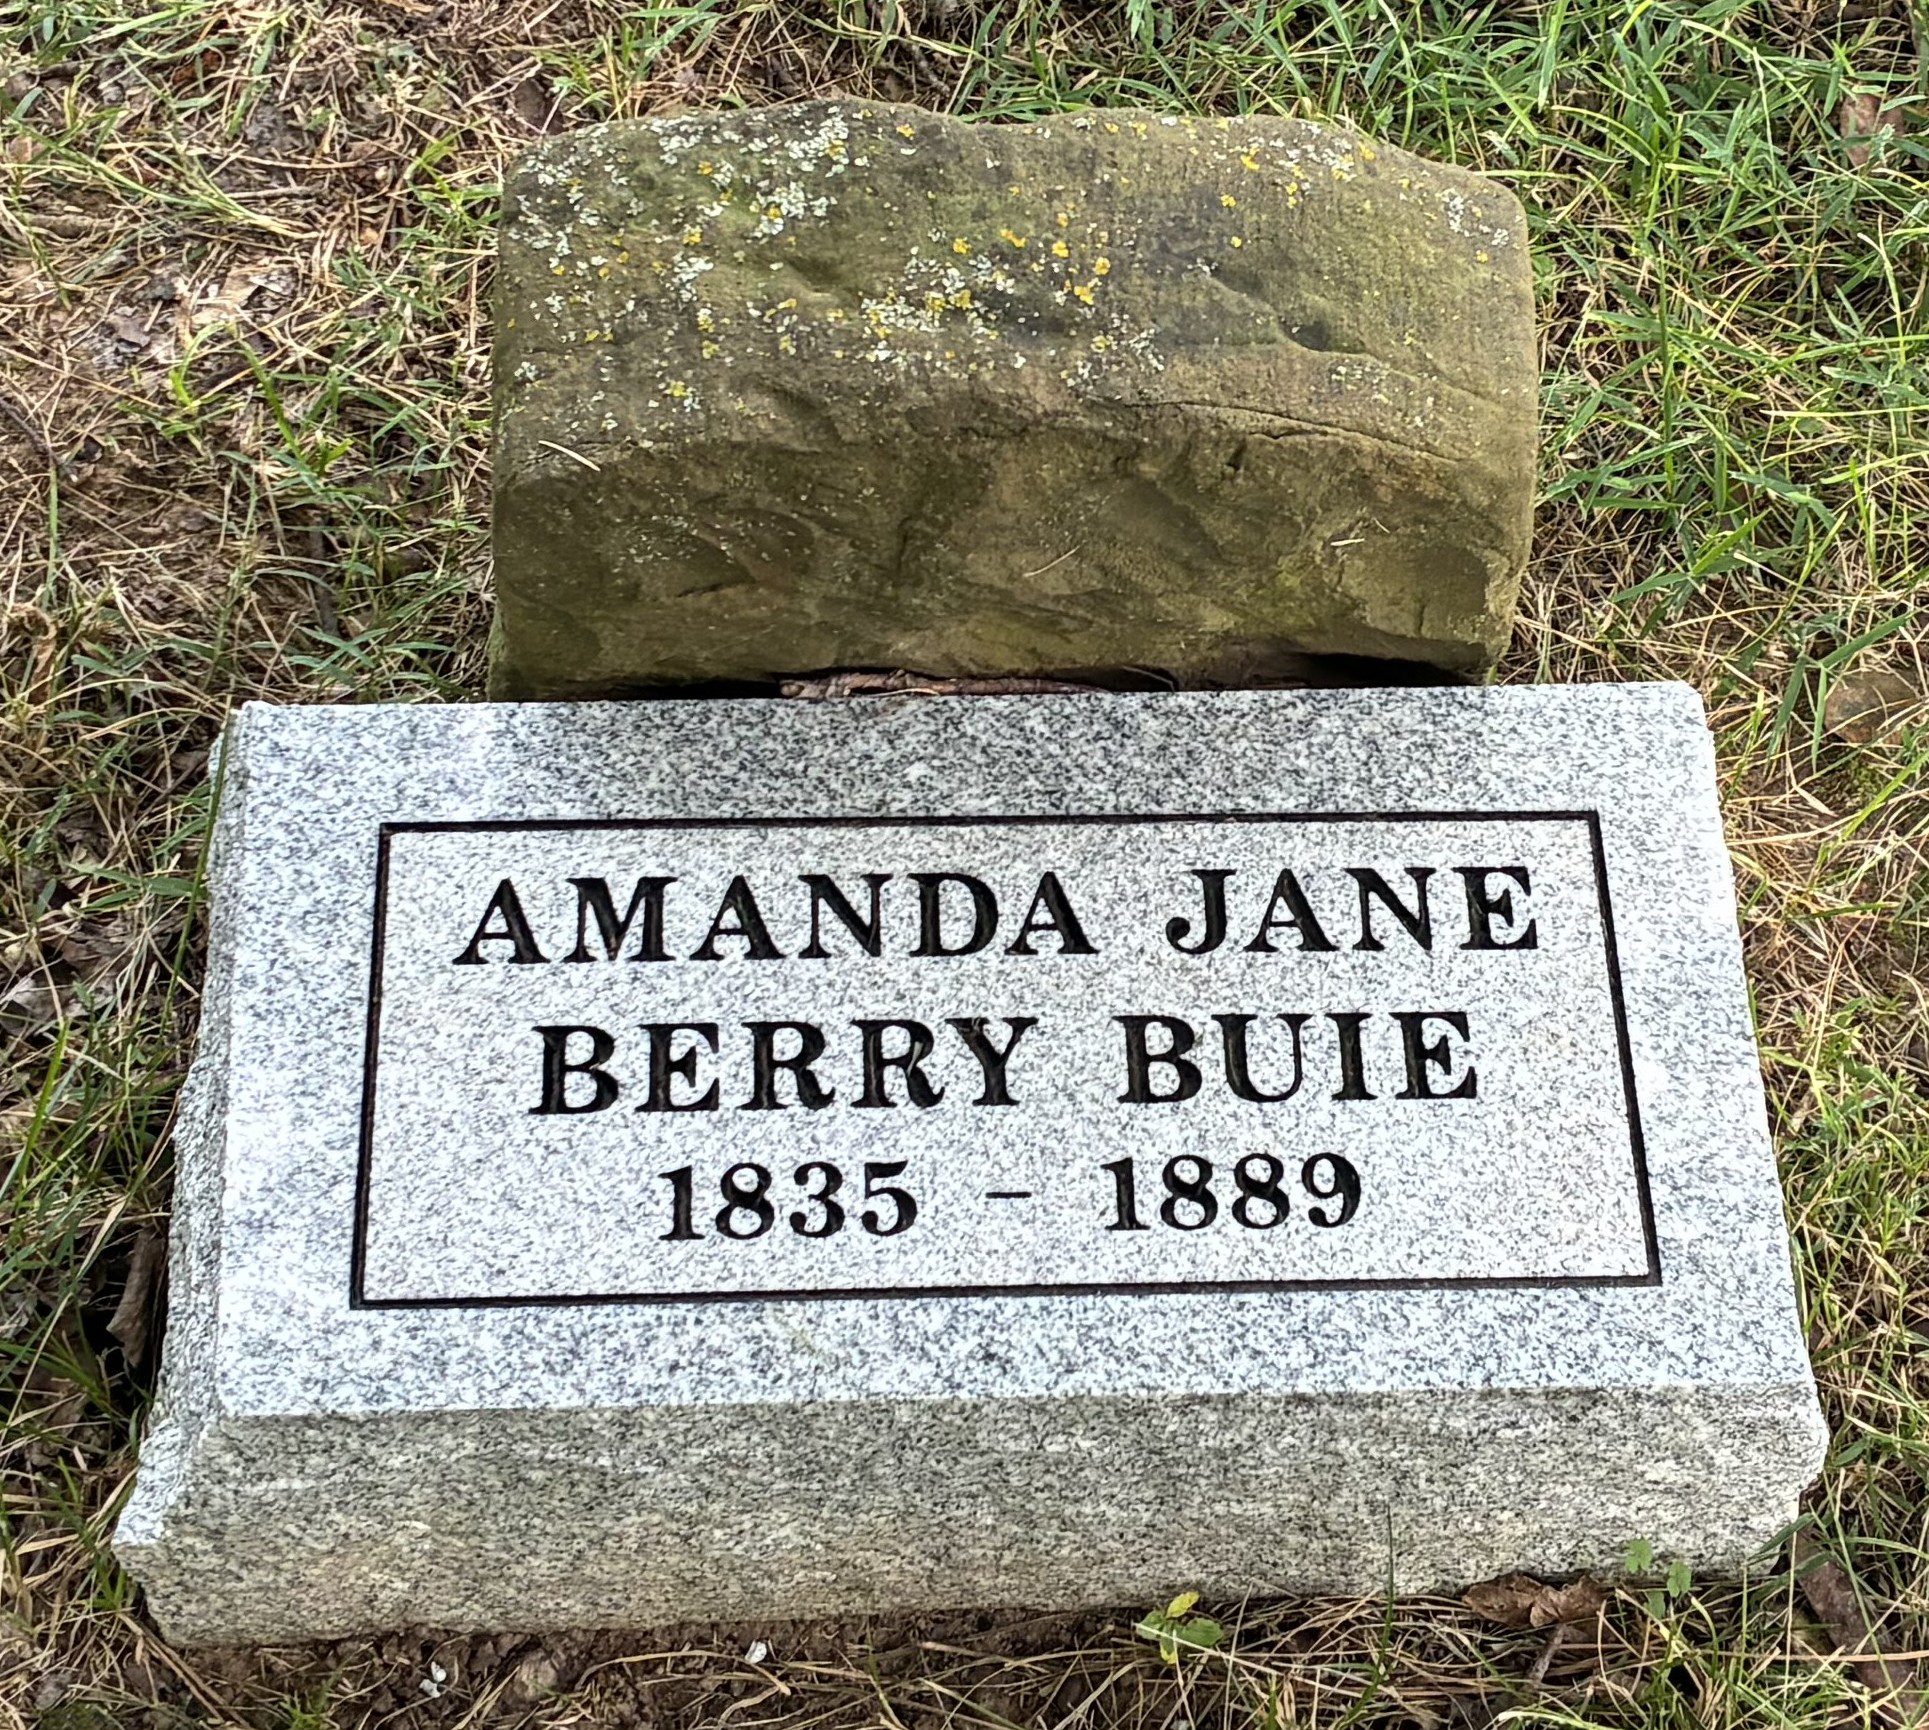 AMANDA JANE
BERRY BUIE
1835 - 1889